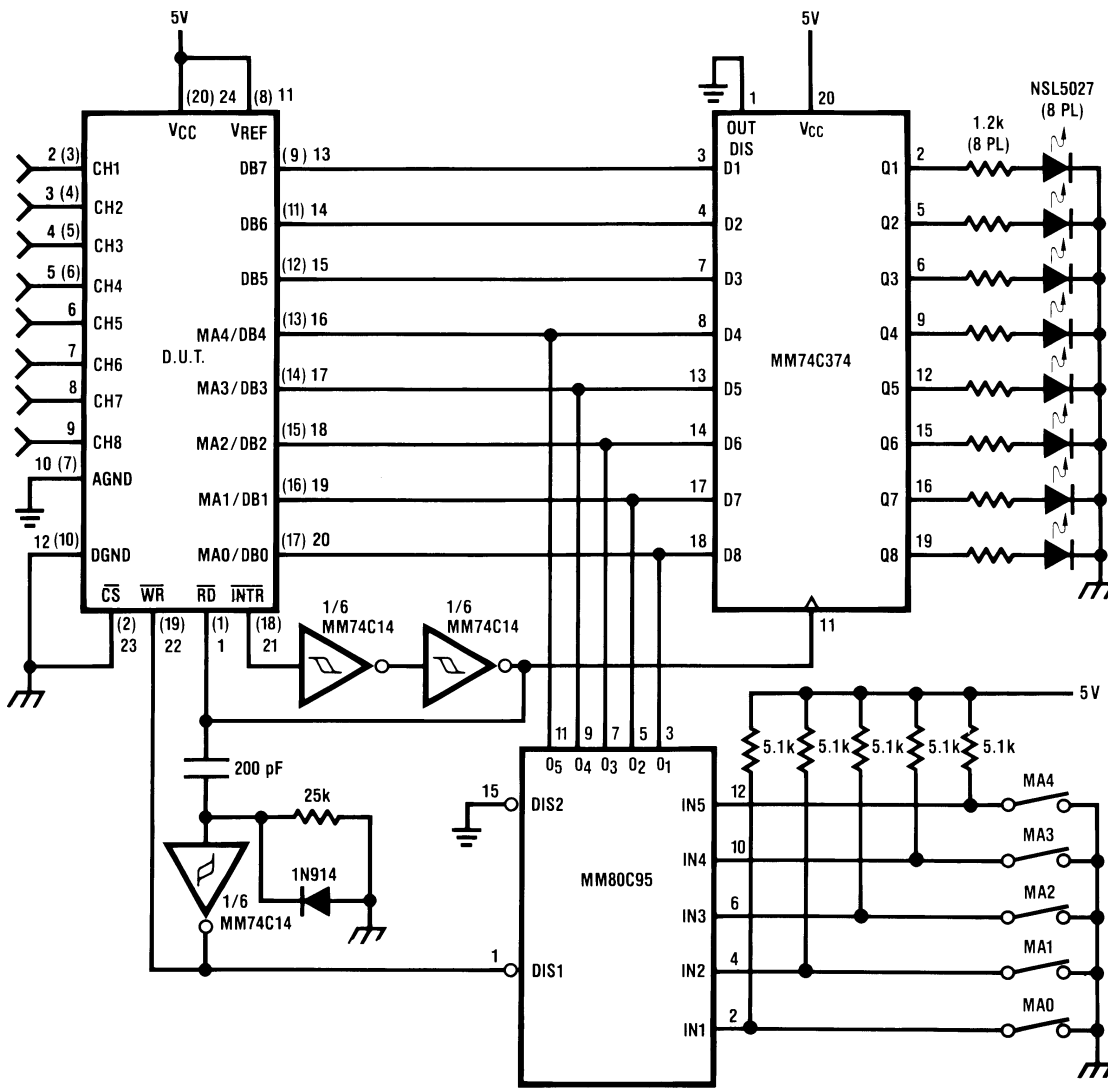 5V
5V
(20) 24
(8) 11
1
20
NSL5027
(8 PL)
VCC
VREF
OUT
DIS
VCC
1.2k
(8 PL)
2 (3)
CH1
DB7
(9) 13
3
D1
Q1
2
3 (4)
CH2
DB6
(11) 14
4
D2
Q2
5
4 (5)
CH3
DB5
(12) 15
7
D3
Q3
6
5 (6)
CH4
MA4/DB4
(13) 16
8
D4
Q4
9
6
CH5
D.U.T.
MM74C374
7
CH6
MA3/DB3
(14) 17
13
D5
Q5
12
8
CH7
MA2/DB2
(15) 18
14
D6
Q6
15
9
CH8
10 (7)
AGND
MA1/DB1
(16) 19
17
D7
Q7
16
12 (10)
DGND
MA0/DB0
(17) 20
18
D8
Q8
19
CS
WR
RD
INTR
(2)
23
(19)
22
(1)
1
(18)
21
1/6
MM74C14
1/6
MM74C14
11
5V
5.1k
5.1k
5.1k
5.1k
5.1k
200 pF
25k
1N914
1/6
MM74C14
11
9
7
5
3
O5
O4
O3
O2
O1
15
DIS2
MM80C95
1
DIS1
IN5
12
MA4
IN4
10
MA3
IN3
6
MA2
IN2
4
MA1
IN1
2
MA0